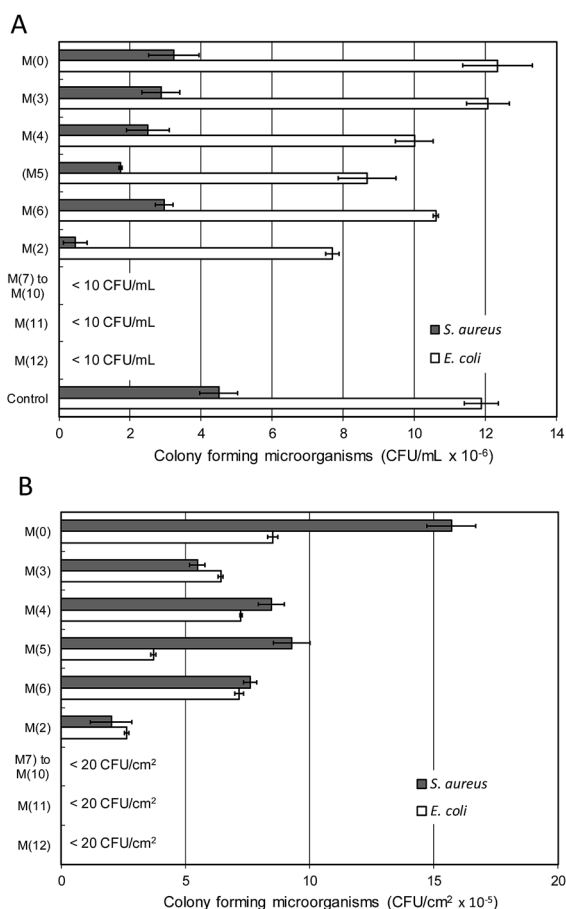 A
M(0)
M(3)
M(4)
(M5)
M(6)
M(2)
M(7) to
M(10)
< 10 CFU/mL
M(11)
< 10 CFU/mL
M(12)
< 10 CFU/mL
Control
S. aureus
E. coli
0 2 4 6 8 10 12 14
Colony forming microorganisms (CFU/mL x 10-6)
B
M(0)
M(3)
M(4)
M(5)
M(6)
M(2)
M7) to
M(10)
< 20 CFU/cm²
M(11)
< 20 CFU/cm²
M(12)
< 20 CFU/cm²
S. aureus
E. coli
0 5 10 15 20
Colony forming microorganisms (CFU/cm² x 10-5)